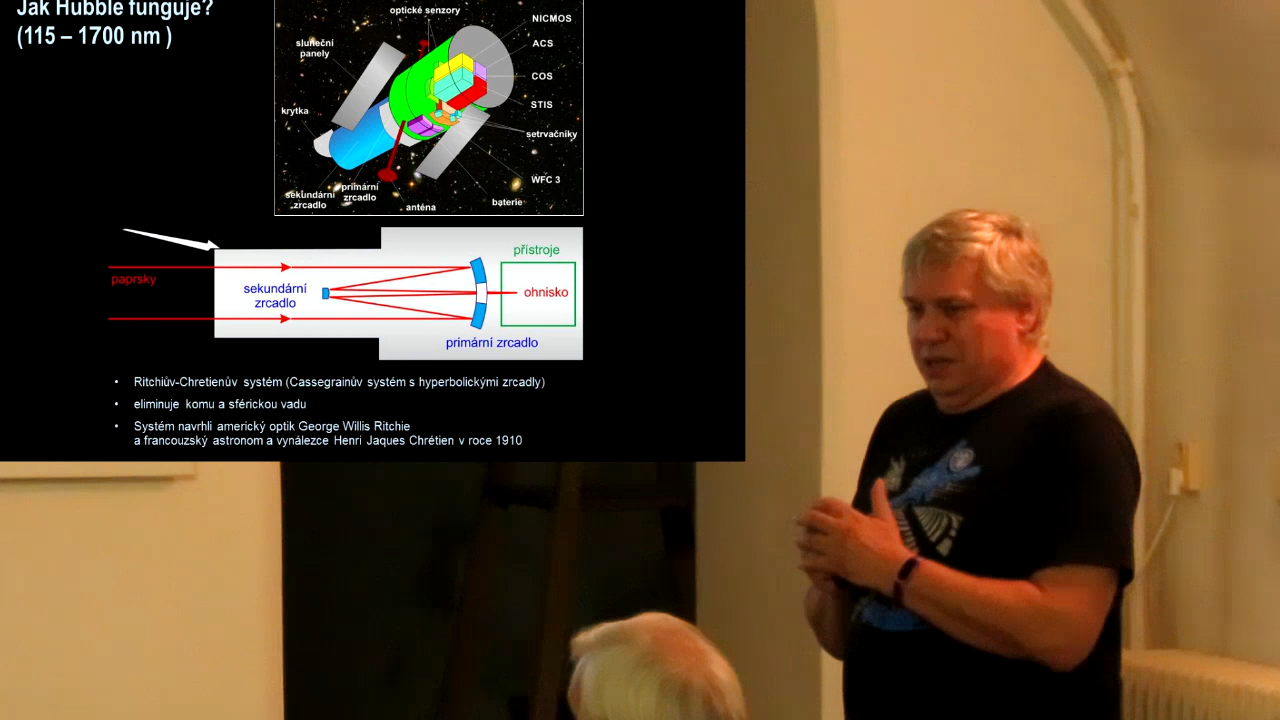 Jak Hubble funguje?
(115 – 1700 nm )
optické senzory
NICMOS
sluneční
panely
ACS
COS
STIS
krytka
setrvačníky
WFC 3
sekundární
zrcadlo
primární
zrcadlo
anténa
baterie
paprsky
sekundární
zrcadlo
přístroje
ohnisko
primární zrcadlo
• Ritchiův-Chretienův systém (Cassegrainův systém s hyperbolickými zrcadly)
• eliminuje komu a sférickou vadu
• Systém navrhli americký optik George Willis Ritchie
a francouzský astronom a vynálezce Henri Jaques Chrétien v roce 1910